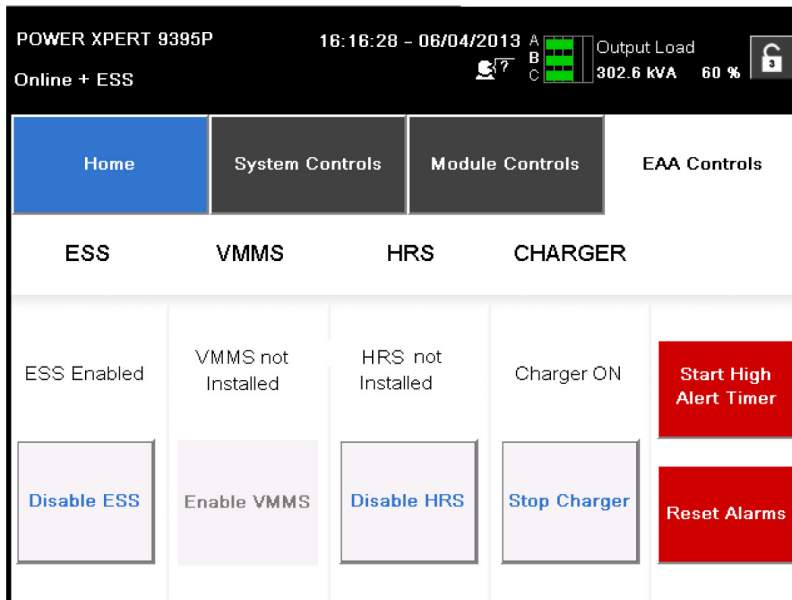 POWER XPERT 9395P
16:16:28 - 06/04/2013
Online + ESS
?
A
B
C
Output Load
302.6 kVA 60 %
3
Home
System Controls
Module Controls
EAA Controls
ESS
VMMS
HRS
CHARGER
ESS Enabled
VMMS not
Installed
HRS not
Installed
Charger ON
Start High
Alert Timer
Disable ESS
Enable VMMS
Disable HRS
Stop Charger
Reset Alarms